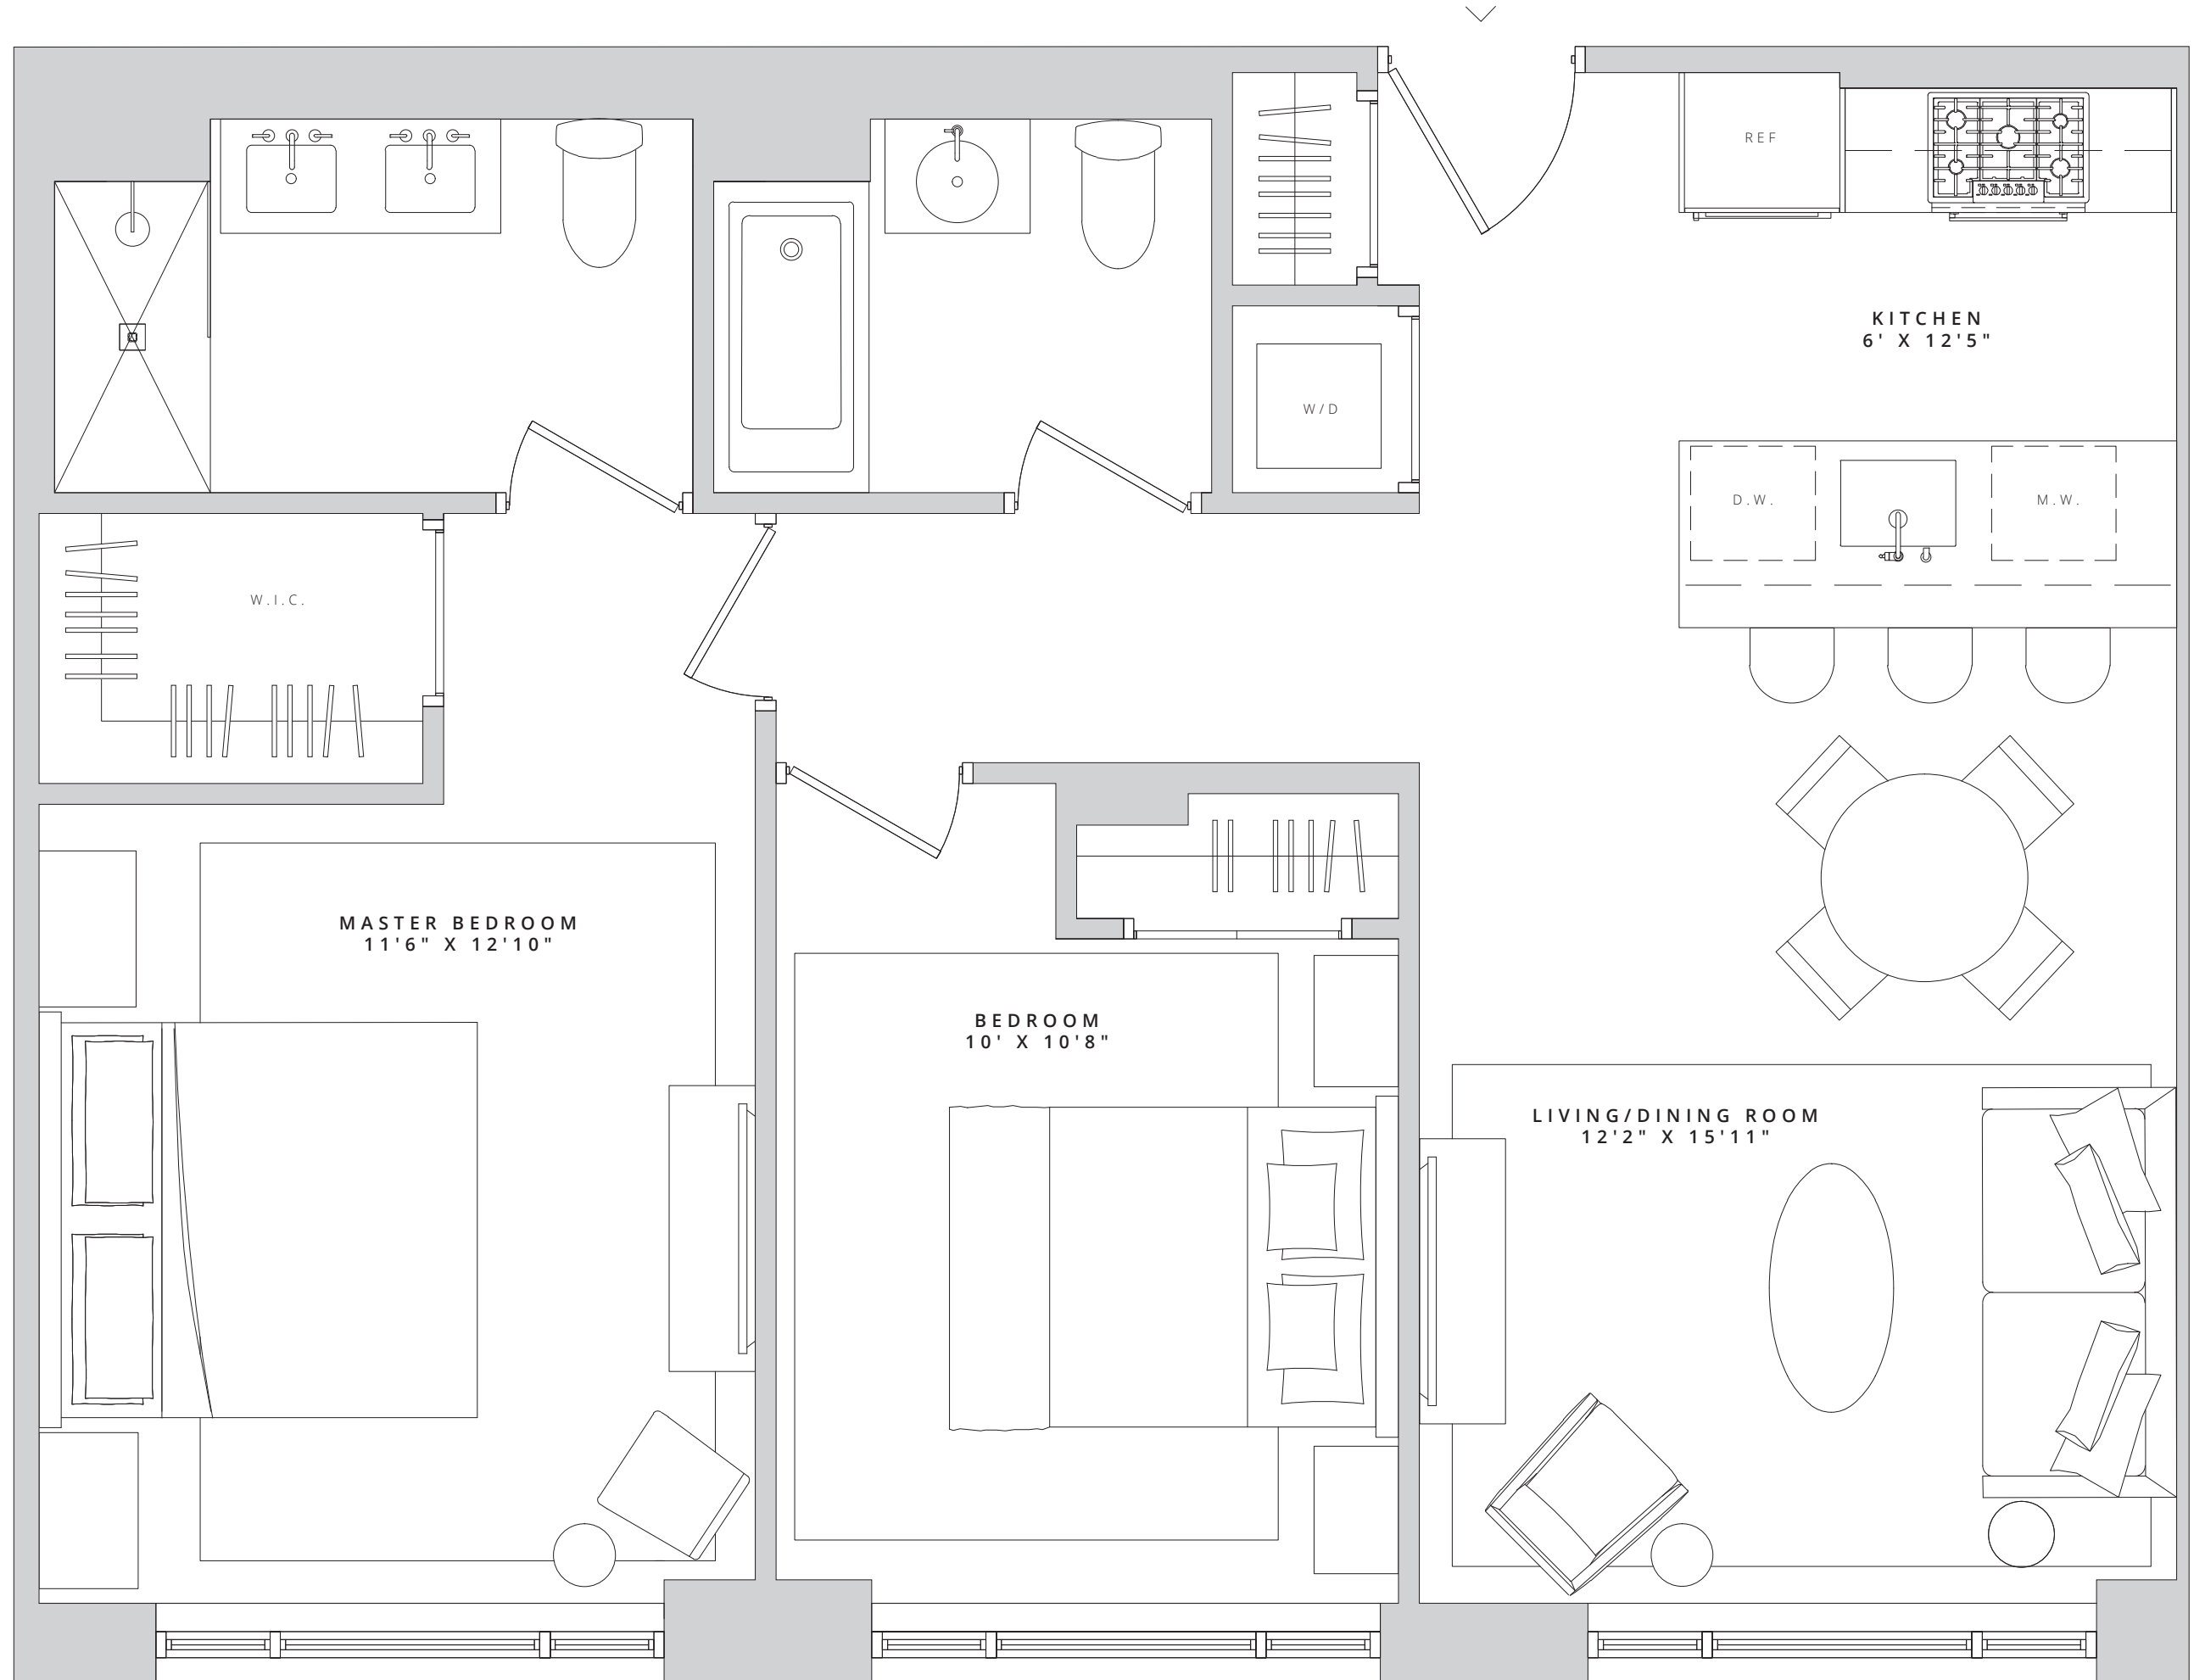 REF
KITCHEN
6' X 12'5"
W/D
D.W.
M.W.
W.I.C.
MASTER BEDROOM
11'6" X 12'10"
BEDROOM
10' X 10'8"
LIVING/DINING ROOM
12'2" X 15'11"